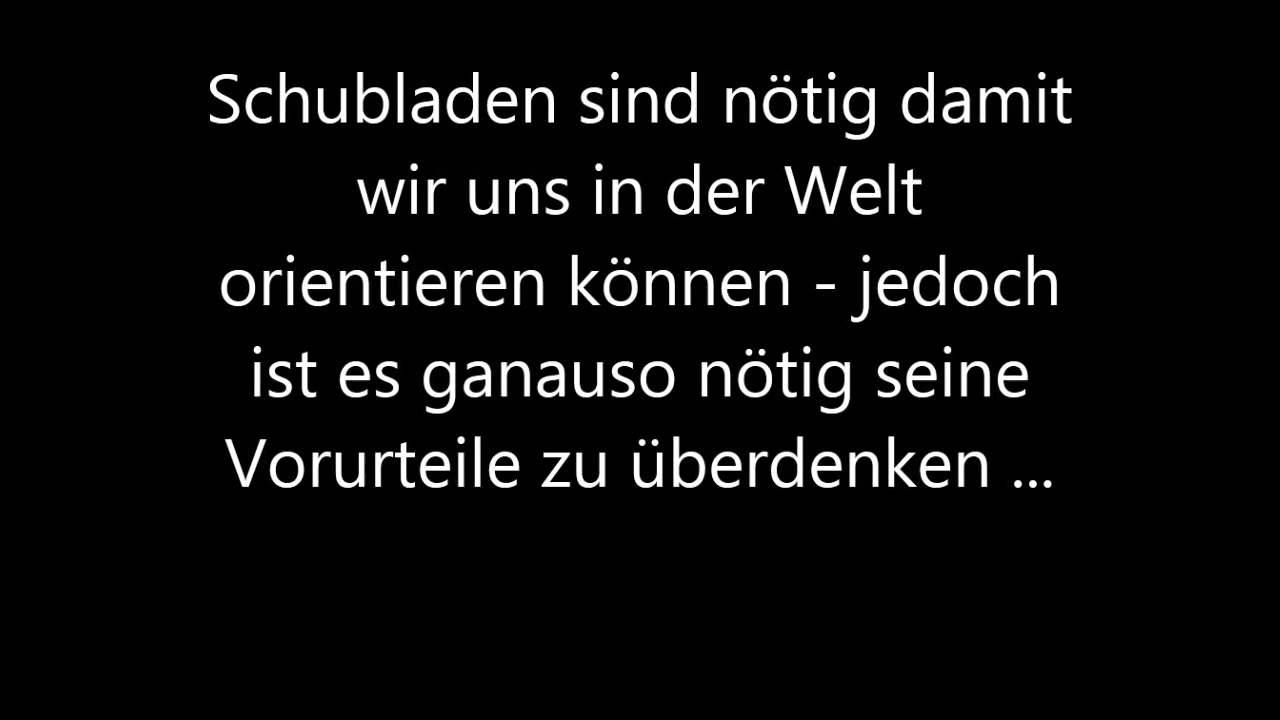 Schubladen sind nötig damit
wir uns in der Welt
orientieren können - jedoch
ist es ganauso nötig seine
Vorurteile zu überdenken ...